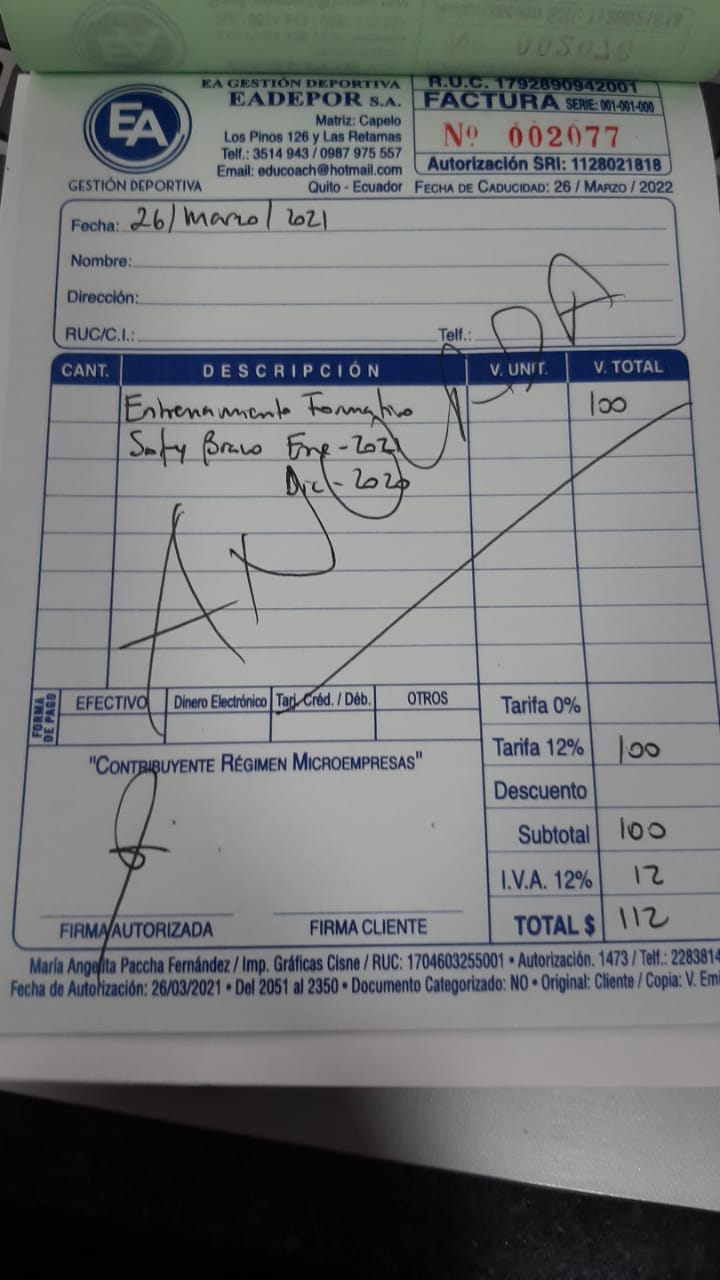 002076
EA
GESTIÓN DEPORTIVA
EA GESTIÓN DEPORTIVA
EADEPOR S.A.
Matriz: Capelo
Los Pinos 126 y Las Retamas
Telf.: 3514 943 / 0987 975 557
Email: educoach@hotmail.com
Quito - Ecuador
R.U.C. 1792890942001
FACTURA SERIE: 001-001-000
Nº 002077
Autorización SRI: 1128021818
FECHA DE CADUCIDAD: 26 / MARZO / 2022
Fecha: 26/Marzo/2021
Nombre:
Dirección:
RUC/C.I.: Telf.:
CANT. DESCRIPCIÓN V. UNIT. V. TOTAL
Entrenamiento Formativo 100
Bravo Ene-2021
Dic-2020
ANULADA
FORMA DE PAGO
EFECTIVO Dinero Electrónico Tarj. Créd. / Déb. OTROS
"CONTRIBUYENTE RÉGIMEN MICROEMPRESAS"
Tarifa 0%
Tarifa 12% 100
Descuento
Subtotal 100
I.V.A. 12% 12
TOTAL $ 112
FIRMA AUTORIZADA FIRMA CLIENTE
María Angelita Paccha Fernández / Imp. Gráficas Cisne / RUC: 1704603255001 • Autorización. 1473 / Telf.: 2283814
Fecha de Autorización: 26/03/2021 • Del 2051 al 2350 • Documento Categorizado: NO • Original: Cliente / Copia: V. Emi